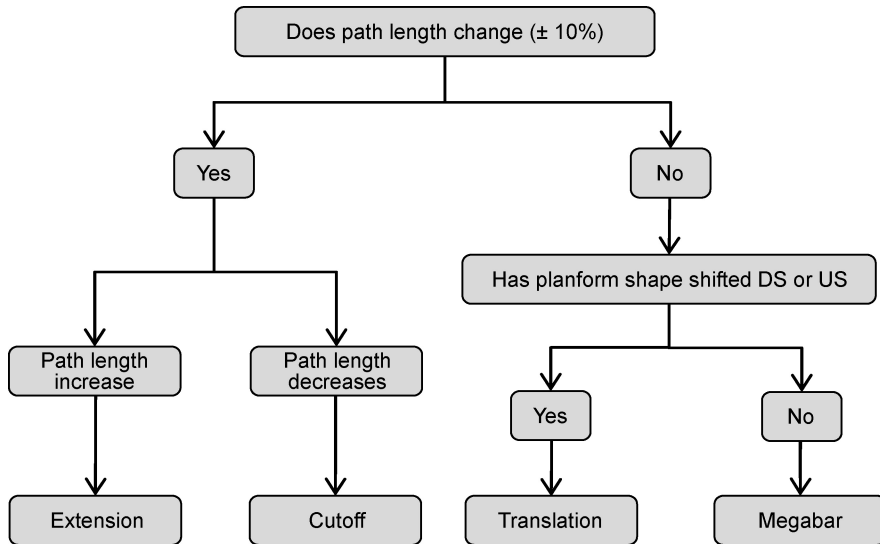 Does path length change (± 10%)
Yes
No
Has planform shape shifted DS or US
Path length
increase
Path length
decreases
Yes
No
Extension
Cutoff
Translation
Megabar